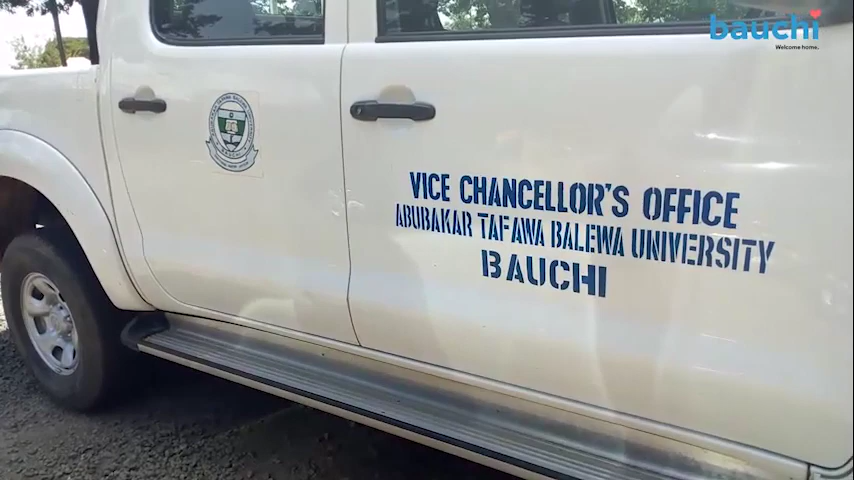 bauchi
Welcome home.
VICE CHANCELLOR'S OFFICE
ABUBAKAR TAFAWA BALEWA UNIVERSITY
BAUCHI